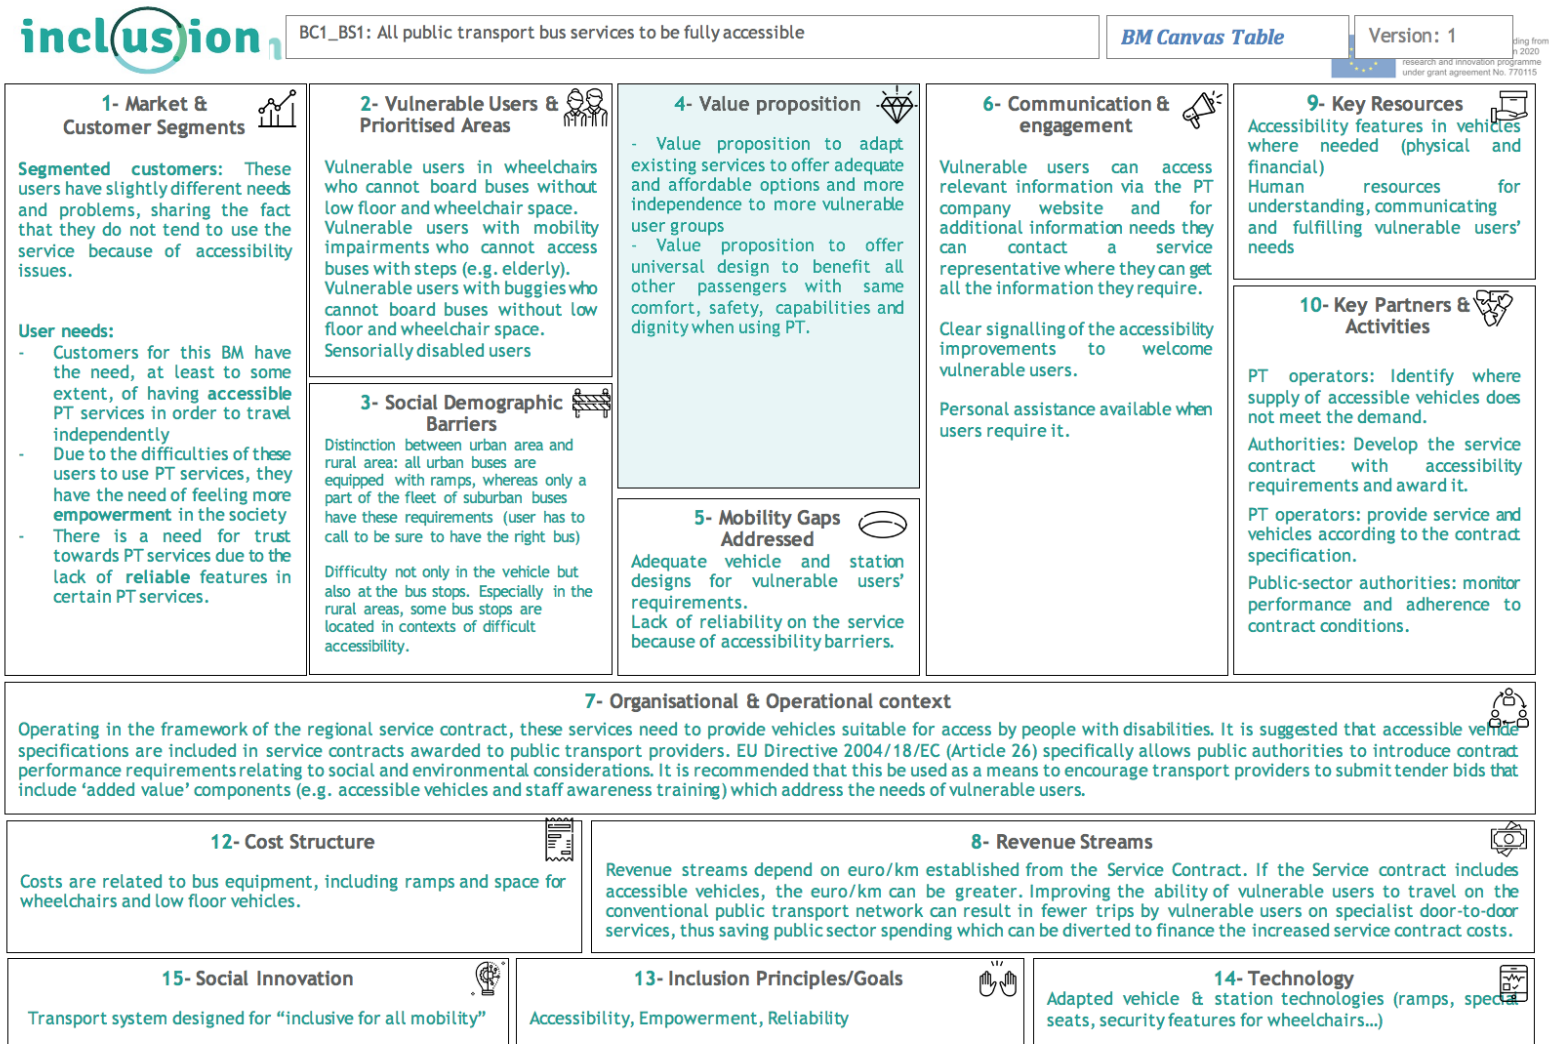 inclusion
BC1_BS1: All public transport bus services to be fully accessible
BM Canvas Table
Version: 1
ding from
n 2020
research and innovation programme
under grant agreement No. 770115
1- Market &
Customer Segments
Segmented customers: These
users have slightly different needs
and problems, sharing the fact
that they do not tend to use the
service because of accessibility
issues.
User needs:
- Customers for this BM have
the need, at least to some
extent, of having accessible
PT services in order to travel
independently
- Due to the difficulties of these
users to use PT services, they
have the need of feeling more
empowerment in the society
- There is a need for trust
towards PT services due to the
lack of reliable features in
certain PT services.
2- Vulnerable Users &
Prioritised Areas
Vulnerable users in wheelchairs
who cannot board buses without
low floor and wheelchair space.
Vulnerable users with mobility
impairments who cannot access
buses with steps (e.g. elderly).
Vulnerable users with buggies who
cannot board buses without low
floor and wheelchair space.
Sensorially disabled users
3- Social Demographic
Barriers
Distinction between urban area and
rural area: all urban buses are
equipped with ramps, whereas only a
part of the fleet of suburban buses
have these requirements (user has to
call to be sure to have the right bus)
Difficulty not only in the vehicle but
also at the bus stops. Especially in the
rural areas, some bus stops are
located in contexts of difficult
accessibility.
4- Value proposition
- Value proposition to adapt
existing services to offer adequate
and affordable options and more
independence to more vulnerable
user groups
- Value proposition to offer
universal design to benefit all
other passengers with same
comfort, safety, capabilities and
dignity when using PT.
5- Mobility Gaps
Addressed
Adequate vehicle and station
designs for vulnerable users'
requirements.
Lack of reliability on the service
because of accessibility barriers.
6- Communication &
engagement
Vulnerable users can access
relevant information via the PT
company website and for
additional information needs they
can contact a service
representative where they can get
all the information they require.
Clear signalling of the accessibility
improvements to welcome
vulnerable users.
Personal assistance available when
users require it.
9- Key Resources
Accessibility features in vehicles
where needed (physical and
financial)
Human resources for
understanding, communicating
and fulfilling vulnerable users'
needs
10- Key Partners &
Activities
PT operators: Identify where
supply of accessible vehicles does
not meet the demand.
Authorities: Develop the service
contract with accessibility
requirements and award it.
PT operators: provide service and
vehicles according to the contract
specification.
Public-sector authorities: monitor
performance and adherence to
contract conditions.
7- Organisational & Operational context
Operating in the framework of the regional service contract, these services need to provide vehicles suitable for access by people with disabilities. It is suggested that accessible vehicle
specifications are included in service contracts awarded to public transport providers. EU Directive 2004/18/EC (Article 26) specifically allows public authorities to introduce contract
performance requirements relating to social and environmental considerations. It is recommended that this be used as a means to encourage transport providers to submit tender bids that
include 'added value' components (e.g. accessible vehicles and staff awareness training) which address the needs of vulnerable users.
12- Cost Structure
Costs are related to bus equipment, including ramps and space for
wheelchairs and low floor vehicles.
8- Revenue Streams
Revenue streams depend on euro/km established from the Service Contract. If the Service contract includes
accessible vehicles, the euro/km can be greater. Improving the ability of vulnerable users to travel on the
conventional public transport network can result in fewer trips by vulnerable users on specialist door-to-door
services, thus saving public sector spending which can be diverted to finance the increased service contract costs.
15- Social Innovation
Transport system designed for "inclusive for all mobility"
13- Inclusion Principles/Goals
Accessibility, Empowerment, Reliability
14- Technology
Adapted vehicle & station technologies (ramps, special
seats, security features for wheelchairs…)